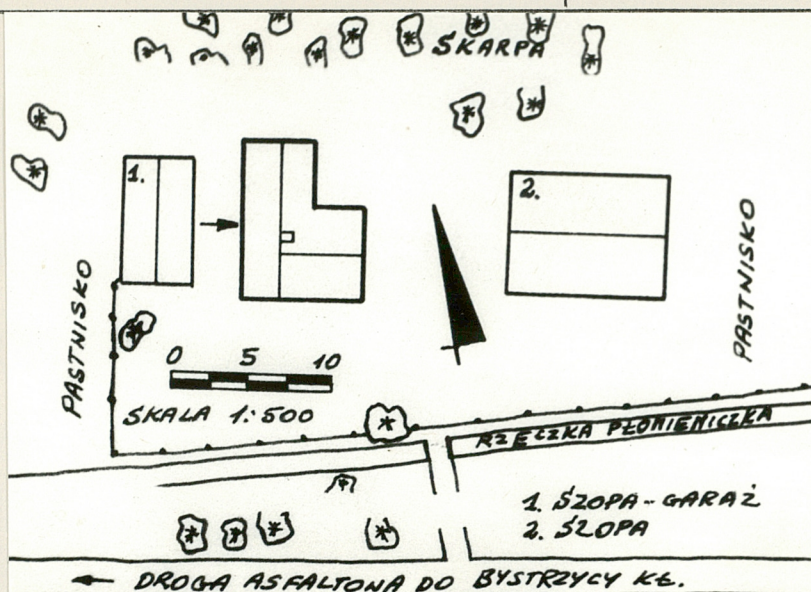 SKARPA
1.
2.
PASTNISKO
PASTNISKO
0 5 10
SKALA 1:500
RZECZKA PŁONIENICZKA
1. SZOPA-GARAŻ
2. SZOPA
← DROGA ASFALTONA DO BYSTRZYCY KŁ.